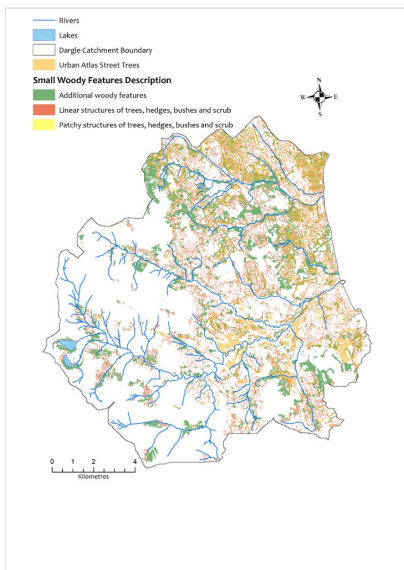 Rivers
Lakes
Dargle Catchment Boundary
Urban Atlas Street Trees
Small Woody Features Description
Additional woody features
Linear structures of trees, hedges, bushes and scrub
Patchy structures of trees, hedges, bushes and scrub
N
W E
S
0 1 2 4
Kilometres